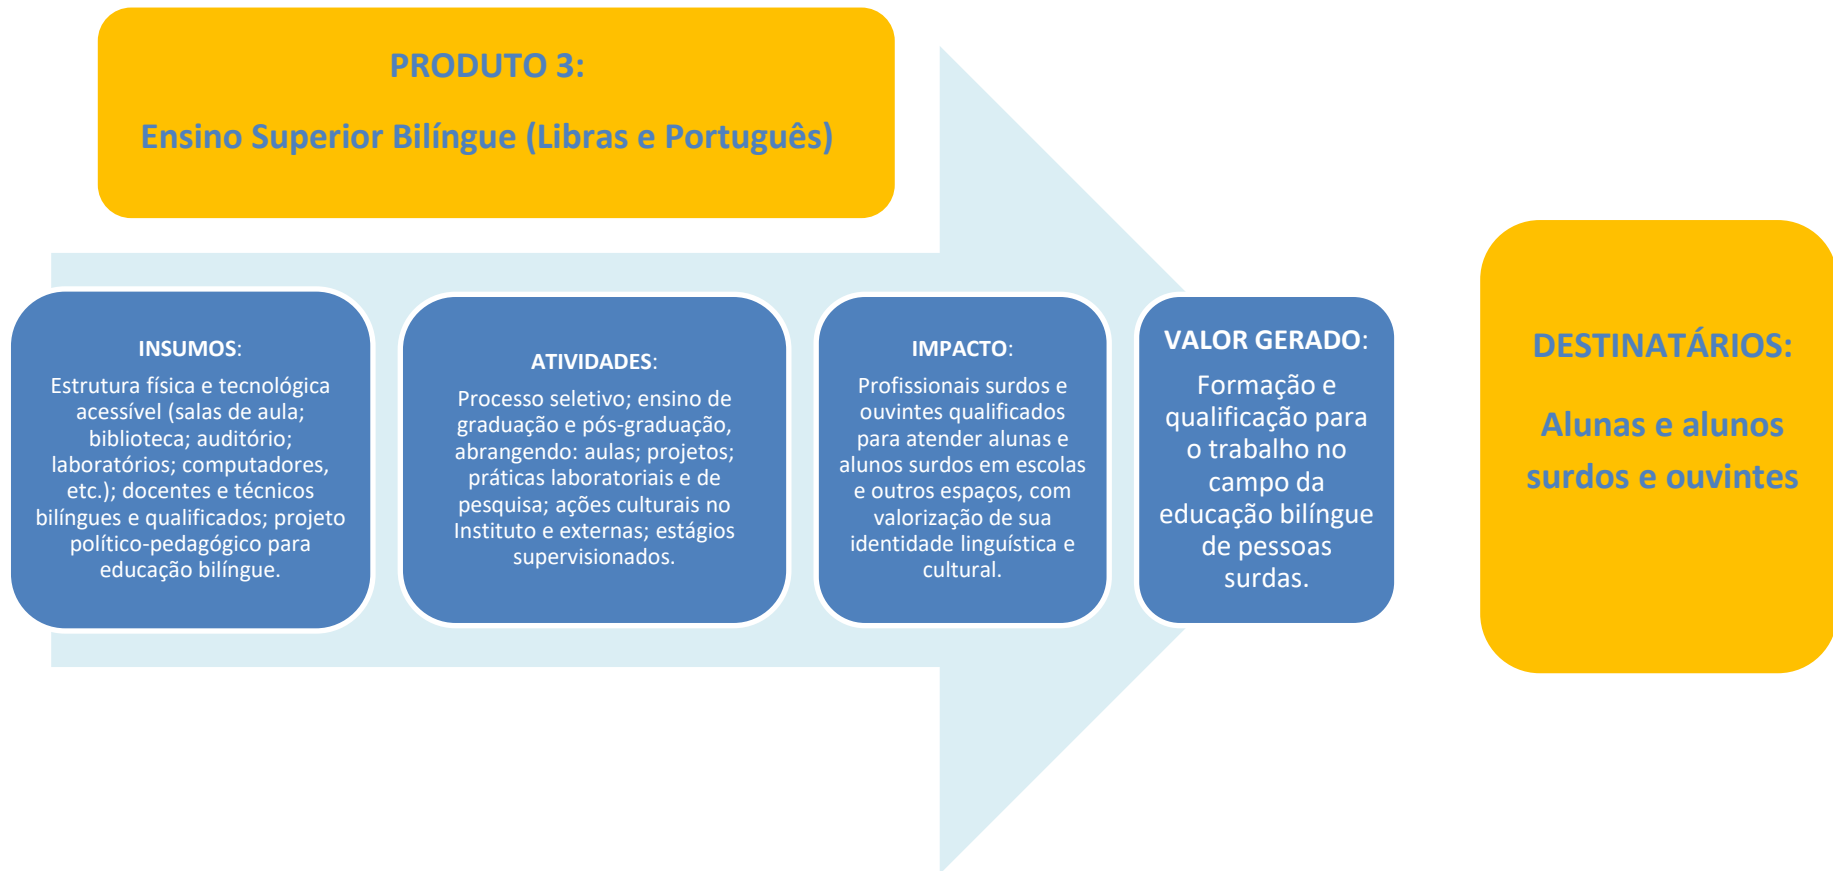 PRODUTO 3:
Ensino Superior Bilíngue (Libras e Português)
INSUMOS:
Estrutura física e tecnológica
acessível (salas de aula;
biblioteca; auditório;
laboratórios; computadores,
etc.); docentes e técnicos
bilíngues e qualificados; projeto
político-pedagógico para
educação bilíngue.
ATIVIDADES:
Processo seletivo; ensino de
graduação e pós-graduação,
abrangendo: aulas; projetos;
práticas laboratoriais e de
pesquisa; ações culturais no
Instituto e externas; estágios
supervisionados.
IMPACTO:
Profissionais surdos e
ouvintes qualificados
para atender alunas e
alunos surdos em escolas
e outros espaços, com
valorização de sua
identidade linguística e
cultural.
VALOR GERADO:
Formação e
qualificação para
o trabalho no
campo da
educação bilíngue
de pessoas
surdas.
DESTINATÁRIOS:
Alunas e alunos
surdos e ouvintes